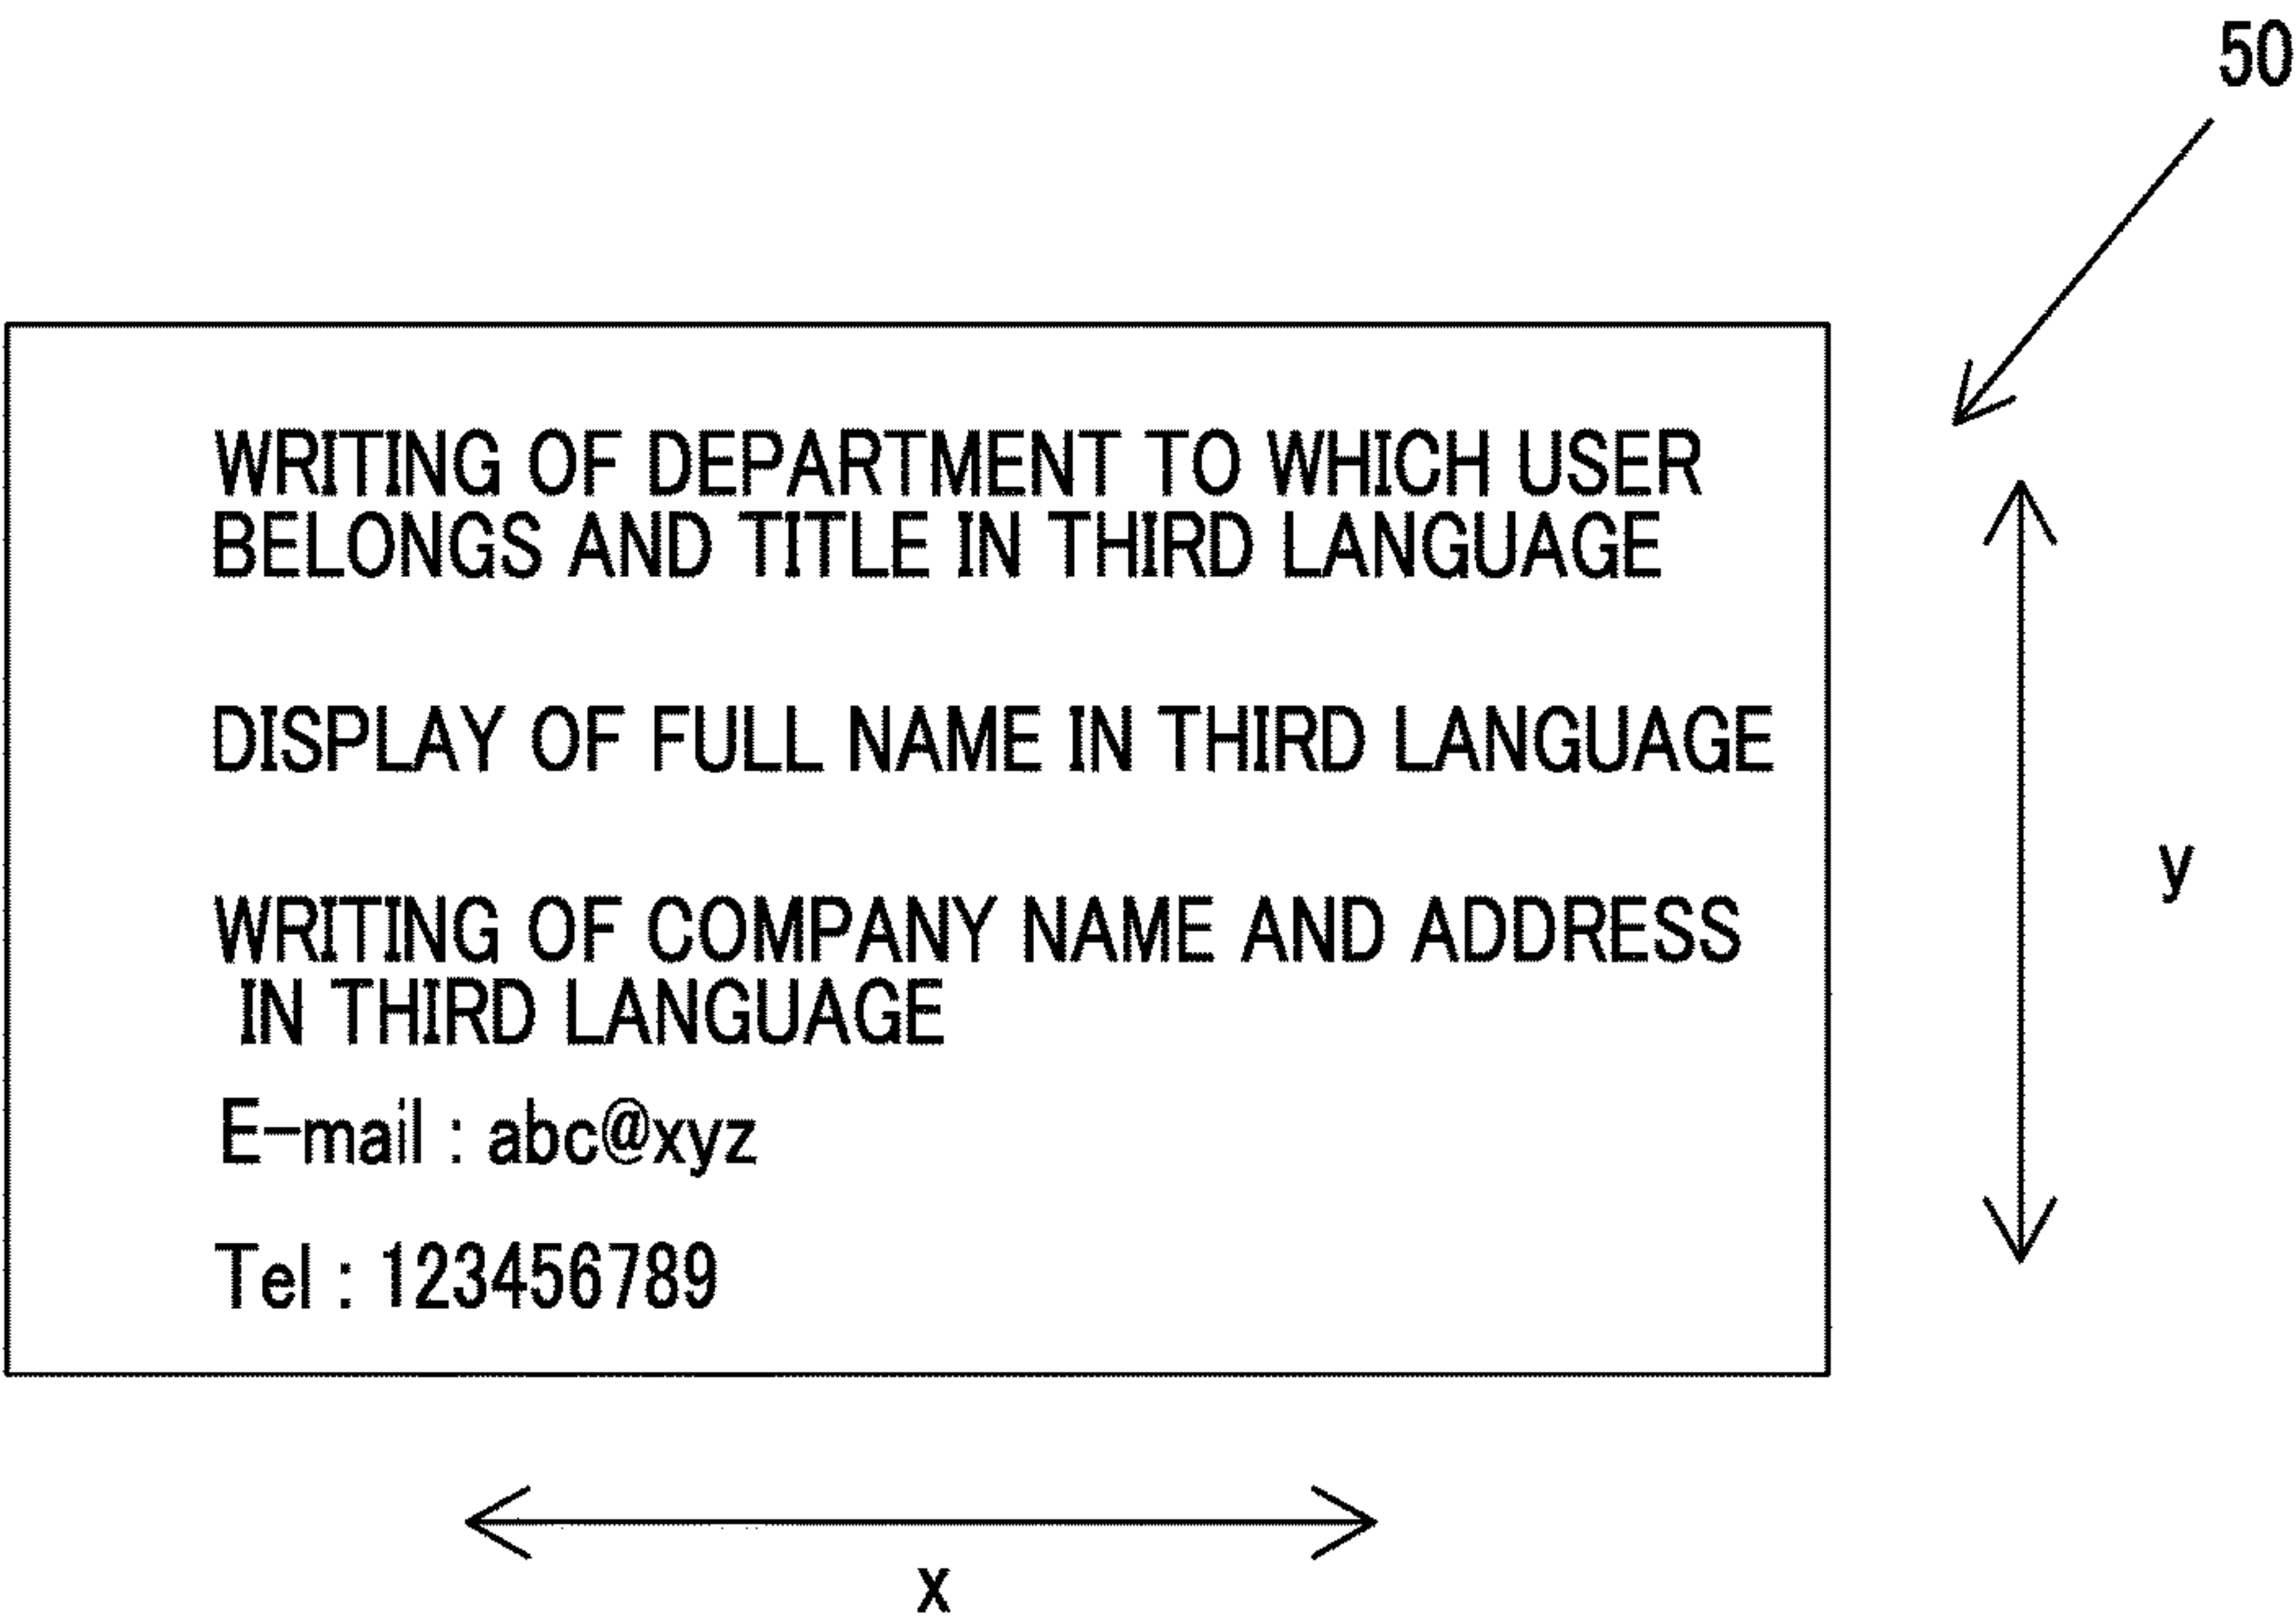 50
WRITING OF DEPARTMENT TO WHICH USER
BELONGS AND TITLE IN THIRD LANGUAGE
DISPLAY OF FULL NAME IN THIRD LANGUAGE
WRITING OF COMPANY NAME AND ADDRESS
IN THIRD LANGUAGE
E-mail : abc@xyz
Tel : 123456789
y
x